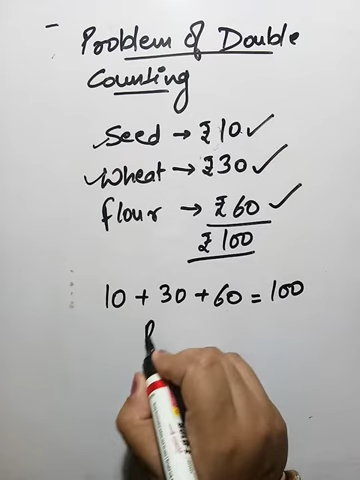 Problem of Double
Counting
Seed → ₹10 ✓
Wheat → ₹30 ✓
flour → ₹60 ✓
₹100
10 + 30 + 60 = 100